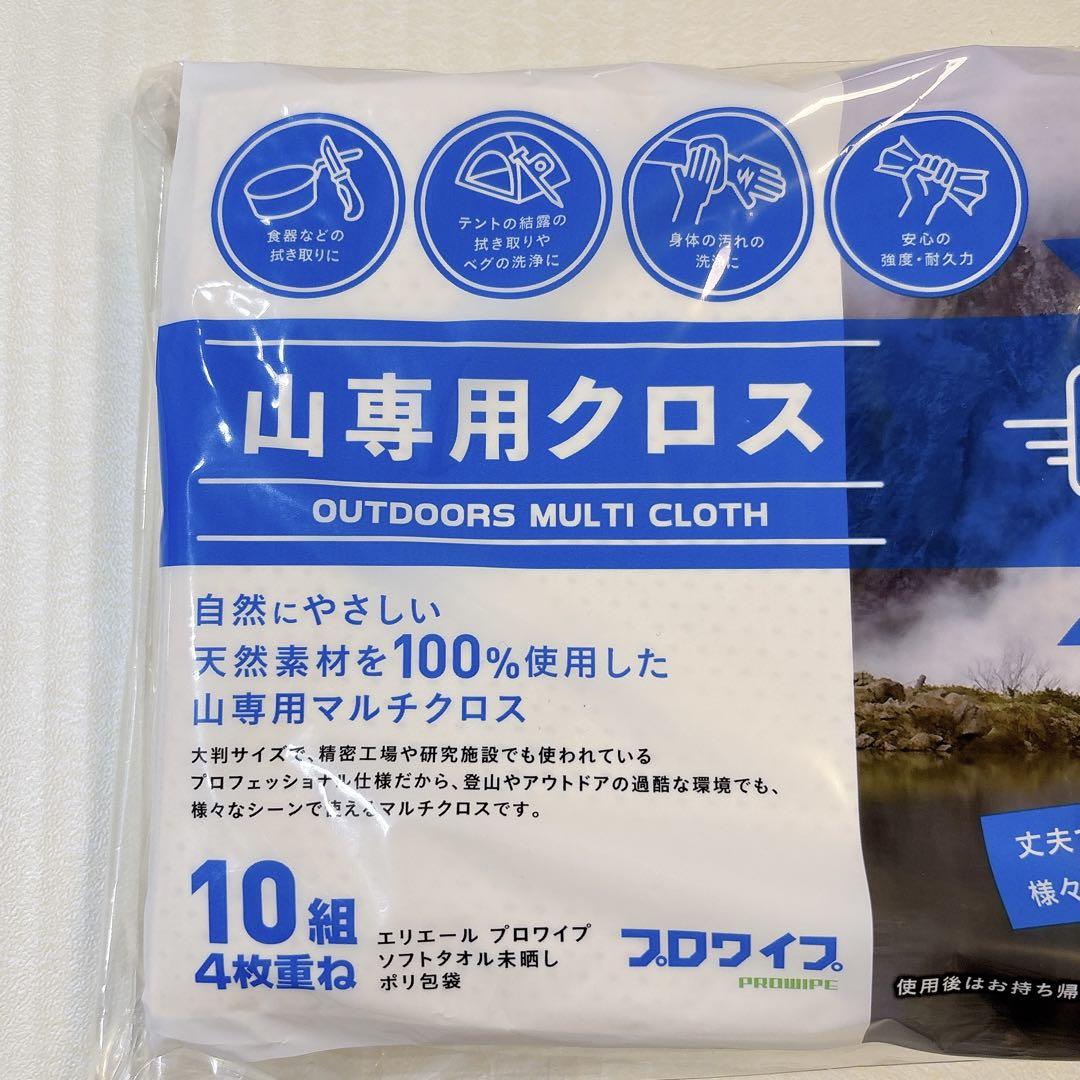 食器などの
拭き取りに
テントの結露の
拭き取りや
ペグの洗浄に
身体の汚れの
洗浄に
安心の
強度・耐久力
山専用クロス
OUTDOORS MULTI CLOTH
自然にやさしい
天然素材を100%使用した
山専用マルチクロス
大判サイズで、精密工場や研究施設でも使われている
プロフェッショナル仕様だから、登山やアウトドアの過酷な環境でも、
様々なシーンで使えるマルチクロスです。
10組
4枚重ね
エリエール プロワイプ
ソフトタオル未晒し
ポリ包袋
プロワイプ
PROWIPE
丈夫
様々
使用後はお持ち帰